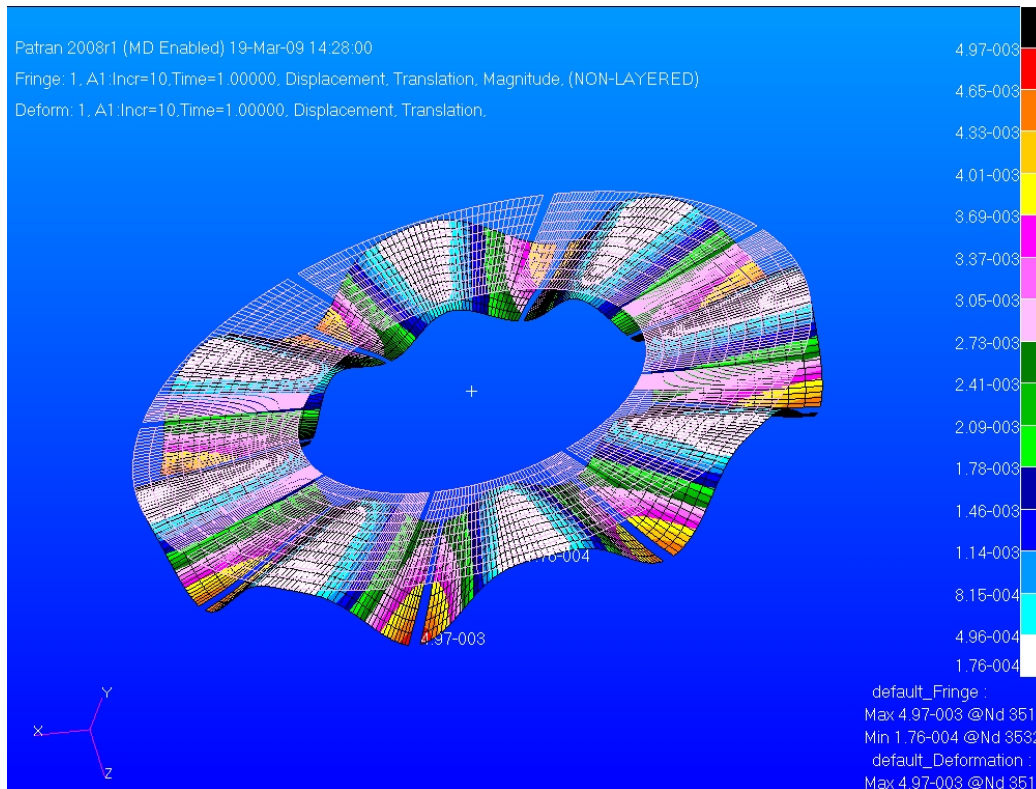 Patran 2008r1 (MD Enabled) 19-Mar-09 14:28:00
Fringe: 1, A1:Incr=10,Time=1.00000, Displacement, Translation, Magnitude, (NON-LAYERED)
Deform: 1, A1:Incr=10,Time=1.00000, Displacement, Translation,
4.97-003
4.65-003
4.33-003
4.01-003
3.69-003
3.37-003
3.05-003
2.73-003
2.41-003
2.09-003
1.78-003
1.46-003
1.14-003
8.15-004
4.96-004
1.76-004
1.76-004
4.97-003
default_Fringe :
Max 4.97-003 @Nd 351
Min 1.76-004 @Nd 3532
default_Deformation :
Max 4.97-003 @Nd 351
Y
X
Z